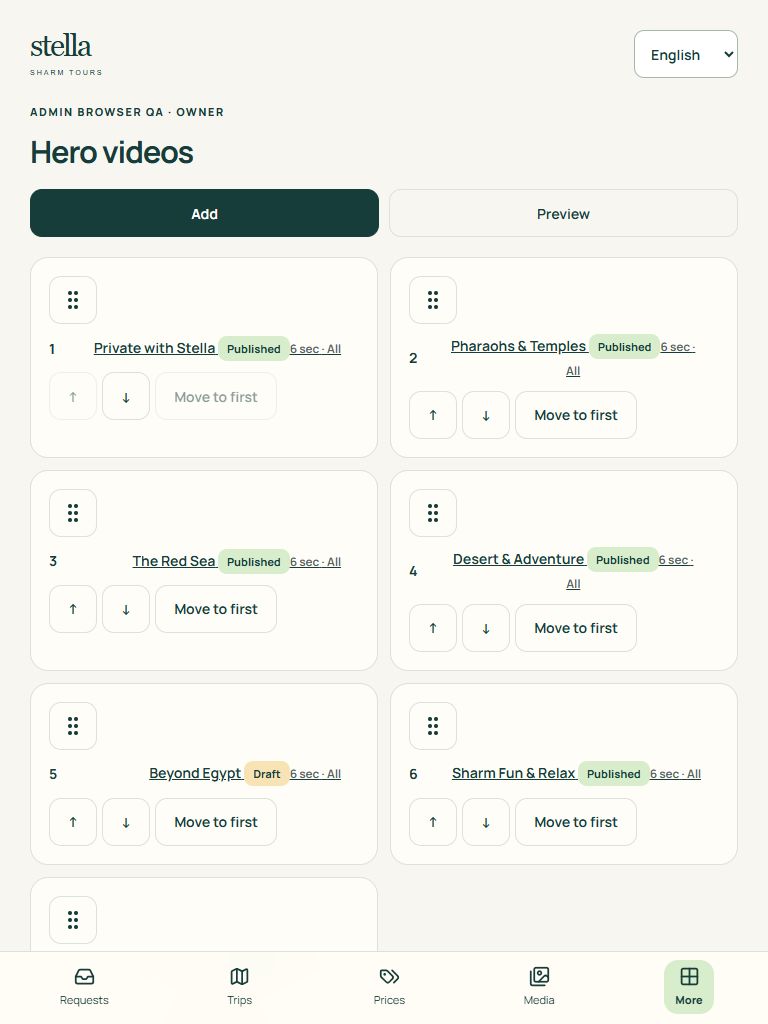 stella
SHARM TOURS
English
ADMIN BROWSER QA · OWNER
Hero videos
Add
Preview
1
Private with Stella Published 6 sec · All
↑ ↓ Move to first
2
Pharaohs & Temples Published 6 sec ·
All
↑ ↓ Move to first
3
The Red Sea Published 6 sec · All
↑ ↓ Move to first
4
Desert & Adventure Published 6 sec ·
All
↑ ↓ Move to first
5
Beyond Egypt Draft 6 sec · All
↑ ↓ Move to first
6
Sharm Fun & Relax Published 6 sec · All
↑ ↓ Move to first
Requests
Trips
Prices
Media
More